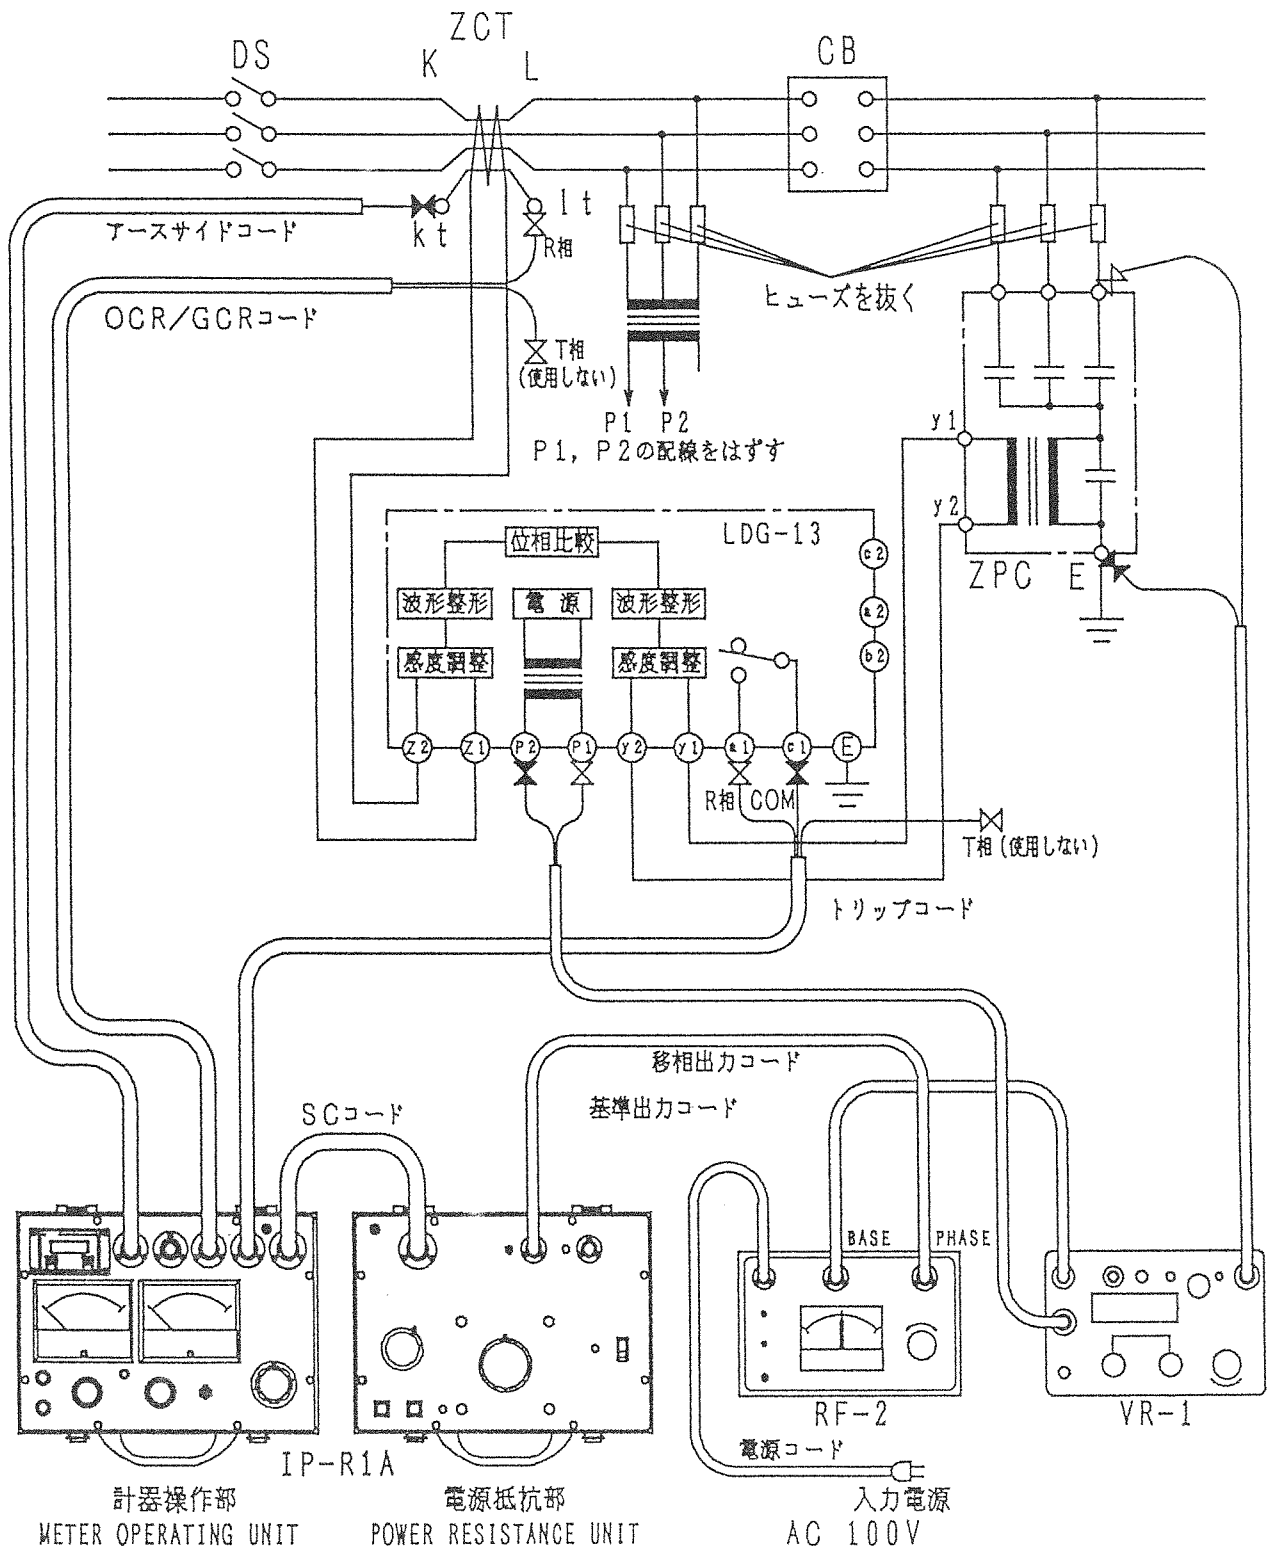 ZCT
DS
K
L
CB
アースサイドコード
kt
lt
R相
OCR/GCRコード
T相
(使用しない)
ヒューズを抜く
P1 P2
P1, P2の配線をはずす
y1
y2
ZPC
E
LDG-13
位相比較
波形整形
電源
波形整形
感度調整
感度調整
c2
a2
b2
Z2
Z1
P2
P1
y2
y1
a1
c1
E
R相
COM
T相(使用しない)
トリップコード
移相出力コード
基準出力コード
SCコード
BASE
PHASE
RF-2
VR-1
電源コード
IP-R1A
計器操作部
METER OPERATING UNIT
電源抵抗部
POWER RESISTANCE UNIT
入力電源
AC 100V